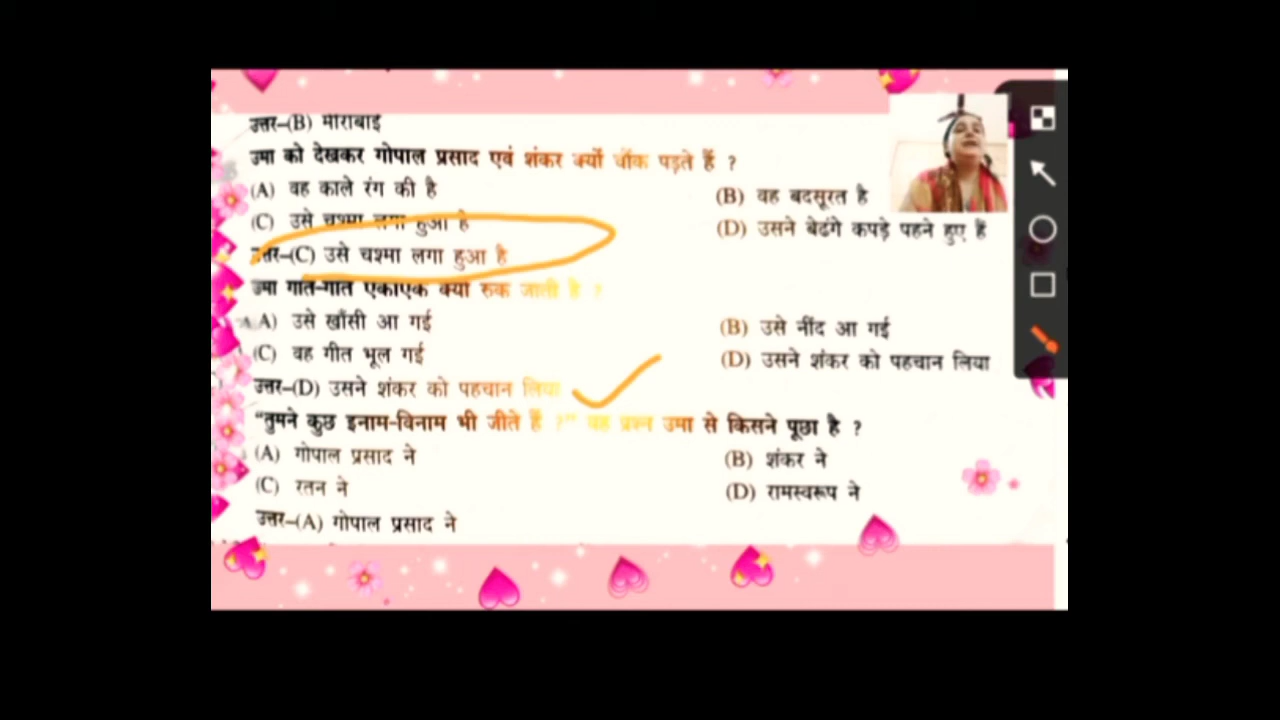 उत्तर–(B) मीराबाई
उमा को देखकर गोपाल प्रसाद एवं शंकर क्यों चौंक पड़ते हैं ?
(A) वह काले रंग की है (B) वह बदसूरत है
(C) उसे चश्मा लगा हुआ है (D) उसने बेढंगे कपड़े पहने हुए हैं
उत्तर–(C) उसे चश्मा लगा हुआ है
उमा गाते-गाते एकाएक क्यों रुक जाती है ?
A) उसे खाँसी आ गई (B) उसे नींद आ गई
(C) वह गीत भूल गई (D) उसने शंकर को पहचान लिया
उत्तर–(D) उसने शंकर को पहचान लिया
“तुमने कुछ इनाम-विनाम भी जीते हैं ?” यह प्रश्न उमा से किसने पूछा है ?
(A) गोपाल प्रसाद ने (B) शंकर ने
(C) रतन ने (D) रामस्वरूप ने
उत्तर–(A) गोपाल प्रसाद ने